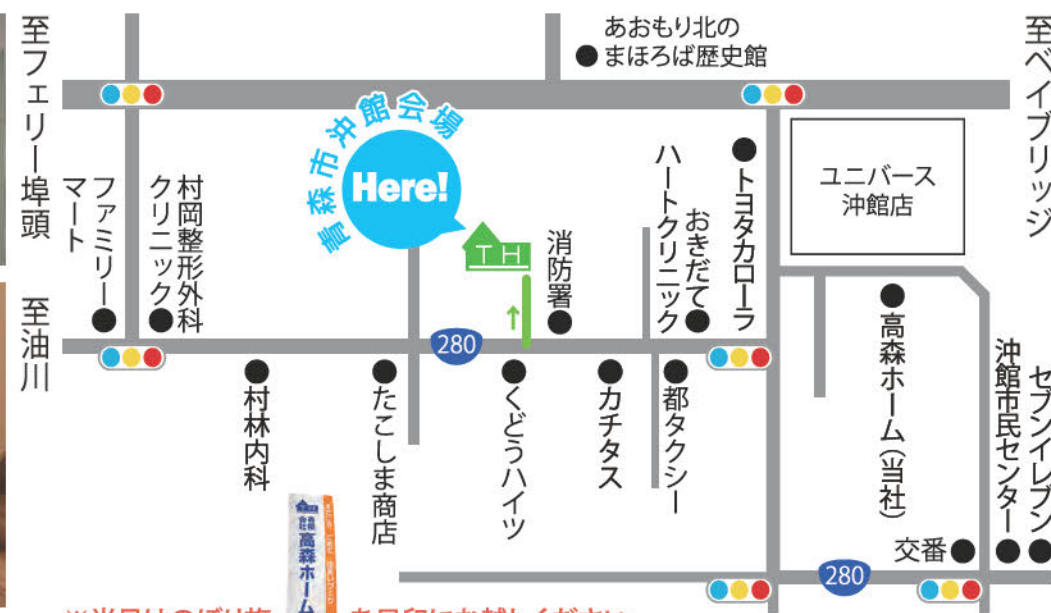 至フェリー埠頭
至油川
至ベイブリッジ
あおもり北の
まほろば歴史館
青森市沖館会場
Here!
TH
ファミリー
マート
村岡整形外科
クリニック
消防署
おきだて
ハートクリニック
トヨタカローラ
ユニバース
沖館店
280
村林内科
たこしま商店
くどうハイツ
カチタス
都タクシー
高森ホーム(当社)
沖館市民センター
セブンイレブン
交番
280
有限
会社
高森ホーム